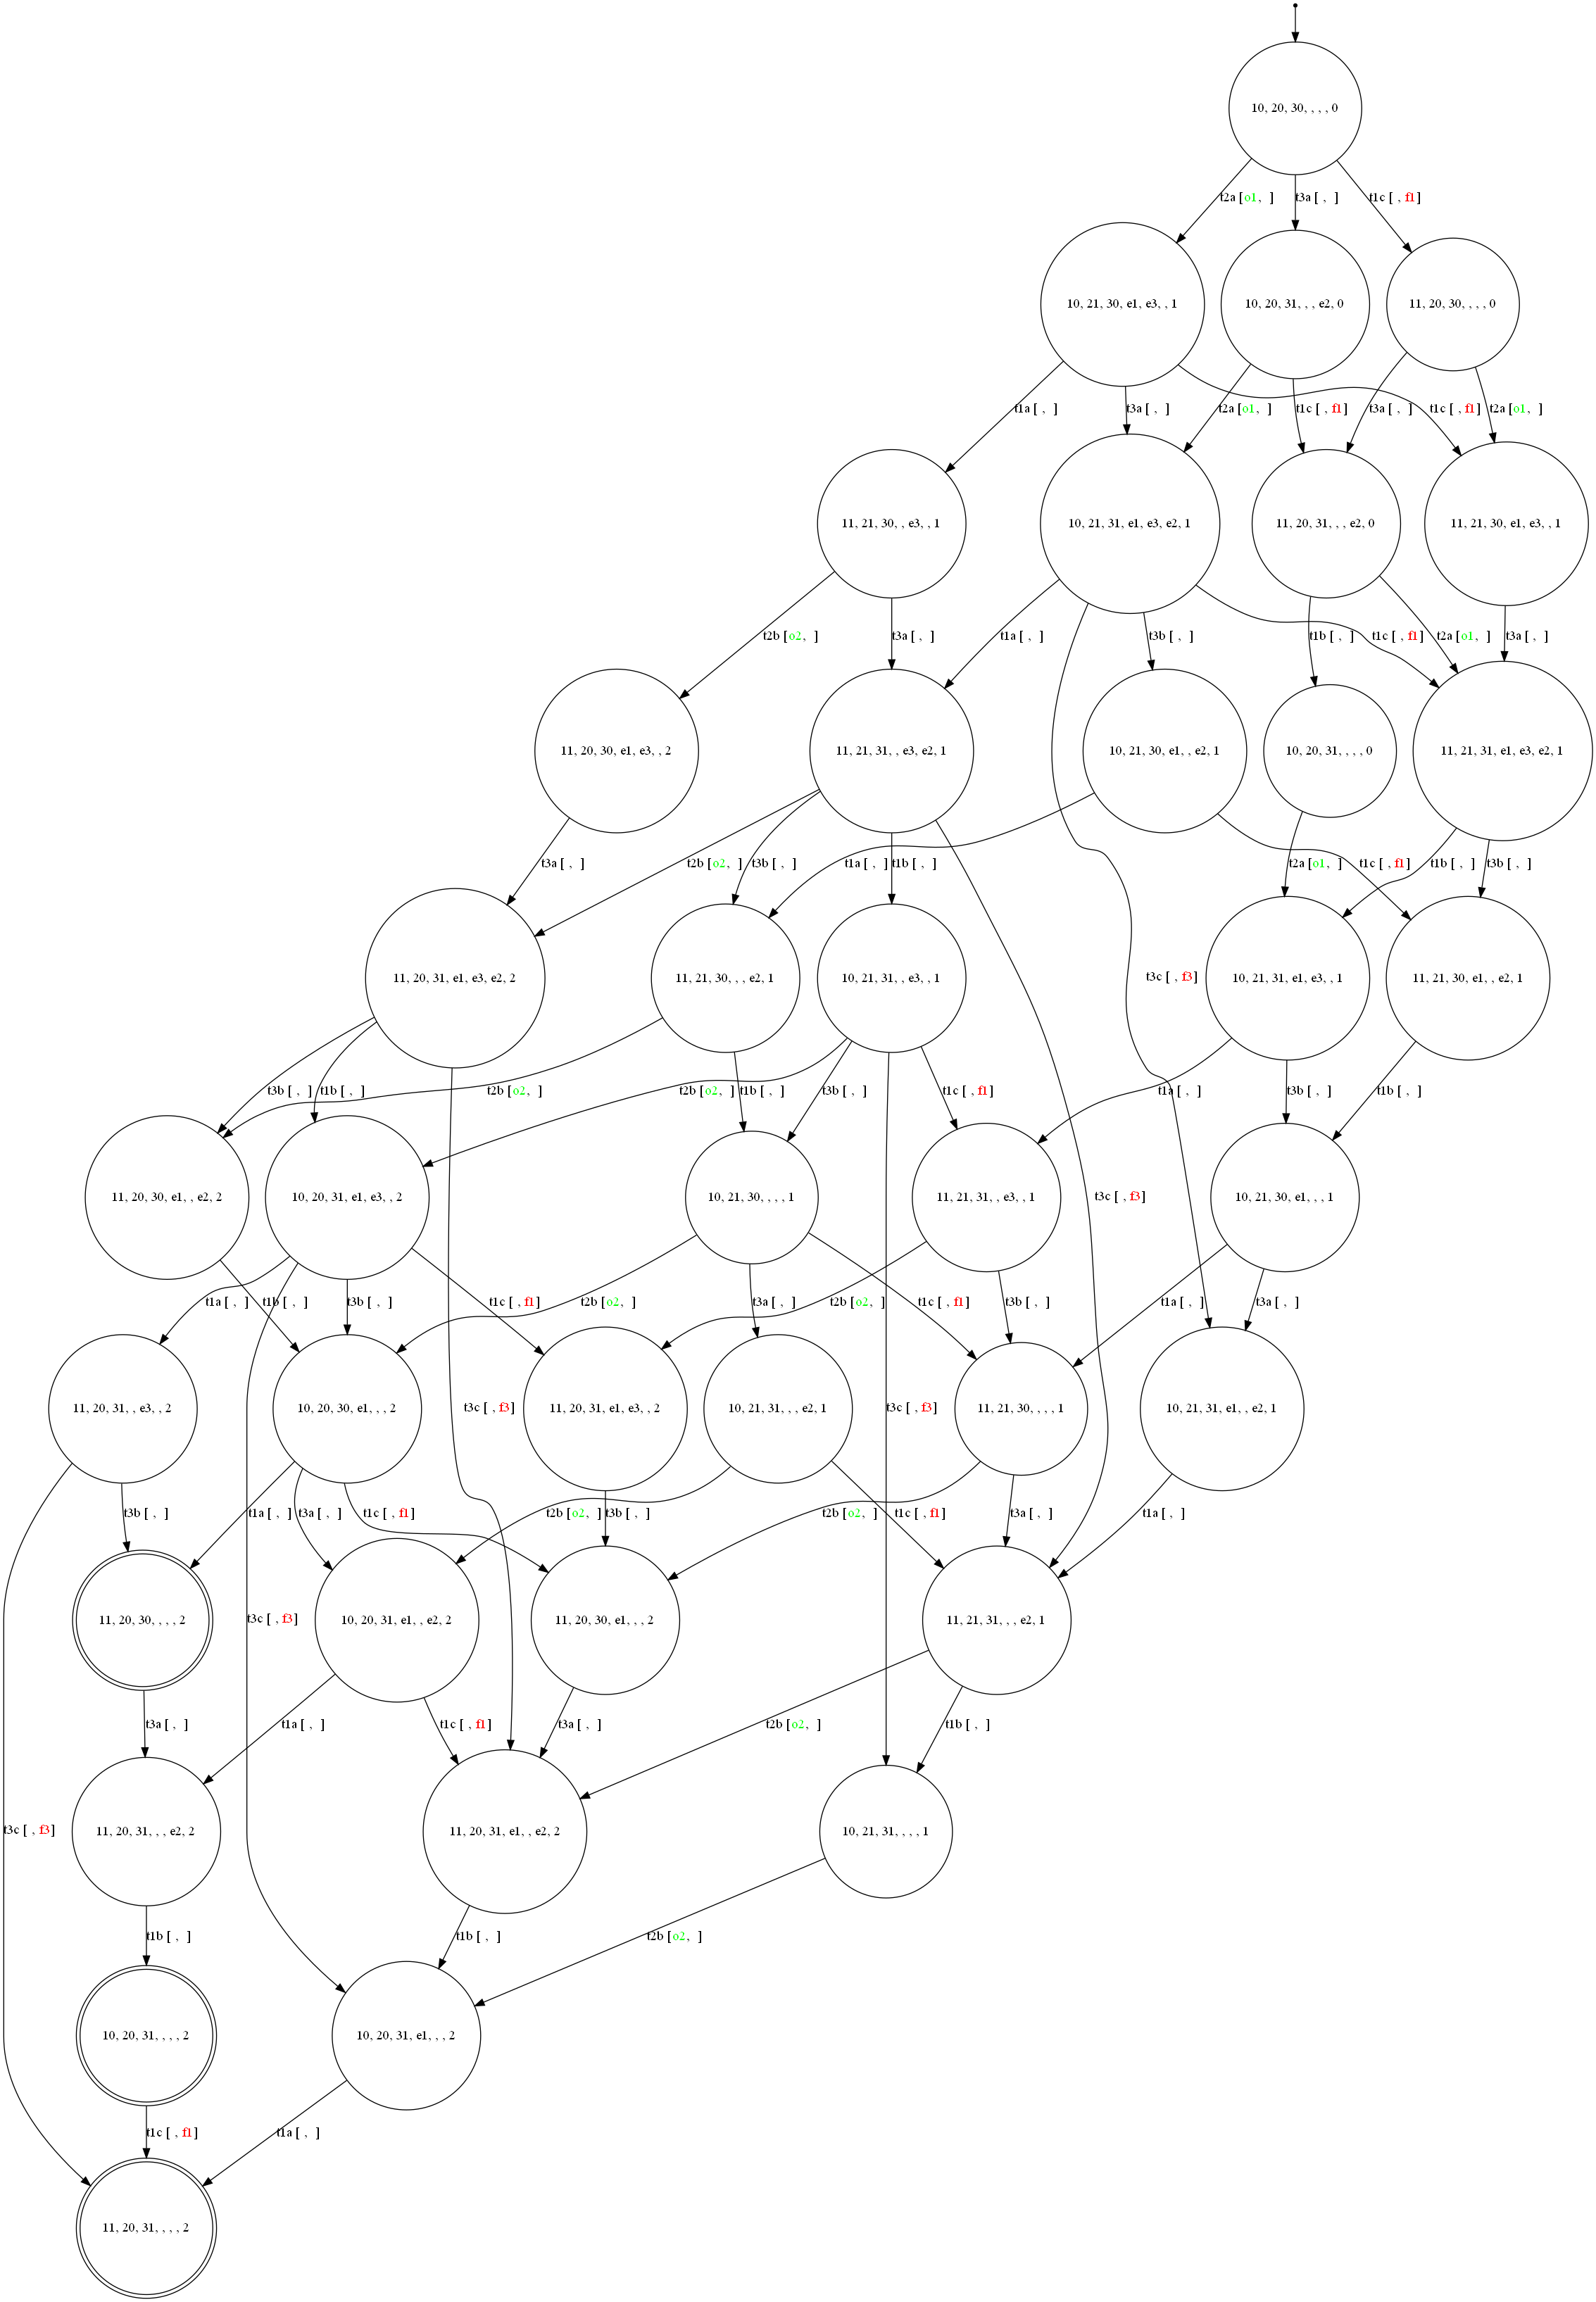 10, 20, 30, , , , 0
t2a [o1, ]
t3a [ , ]
t1c [ , f1]
10, 21, 30, e1, e3, , 1
10, 20, 31, , , e2, 0
11, 20, 30, , , , 0
t1a [ , ]
t3a [ , ]
t2a [o1, ]
t1c [ , f1]
t3a [ , ]
t1c [ , f1]
t2a [o1, ]
11, 21, 30, , e3, , 1
10, 21, 31, e1, e3, e2, 1
11, 20, 31, , , e2, 0
11, 21, 30, e1, e3, , 1
t2b [o2, ]
t3a [ , ]
t1a [ , ]
t3b [ , ]
t1b [ , ]
t1c [ , f1]
t2a [o1, ]
t3a [ , ]
11, 20, 30, e1, e3, , 2
11, 21, 31, , e3, e2, 1
10, 21, 30, e1, , e2, 1
10, 20, 31, , , , 0
11, 21, 31, e1, e3, e2, 1
t3a [ , ]
t2b [o2, ]
t3b [ , ]
t1a [ , ]
t1b [ , ]
t2a [o1, ]
t1c [ , f1]
t1b [ , ]
t3b [ , ]
11, 20, 31, e1, e3, e2, 2
11, 21, 30, , , e2, 1
10, 21, 31, , e3, , 1
t3c [ , f3]
10, 21, 31, e1, e3, , 1
11, 21, 30, e1, , e2, 1
t3b [ , ]
t1b [ , ]
t2b [o2, ]
t2b [o2, ]
t1b [ , ]
t3b [ , ]
t1c [ , f1]
t1a [ , ]
t3b [ , ]
t1b [ , ]
11, 20, 30, e1, , e2, 2
10, 20, 31, e1, e3, , 2
10, 21, 30, , , , 1
11, 21, 31, , e3, , 1
t3c [ , f3]
10, 21, 30, e1, , , 1
t1a [ , ]
t1b [ , ]
t3b [ , ]
t1c [ , f1]
t2b [o2, ]
t3a [ , ]
t2b [o2, ]
t1c [ , f1]
t3b [ , ]
t1a [ , ]
t3a [ , ]
11, 20, 31, , e3, , 2
10, 20, 30, e1, , , 2
t3c [ , f3]
11, 20, 31, e1, e3, , 2
10, 21, 31, , , e2, 1
t3c [ , f3]
11, 21, 30, , , , 1
10, 21, 31, e1, , e2, 1
t3b [ , ]
t1a [ , ]
t3a [ , ]
t1c [ , f1]
t2b [o2, ]
t3b [ , ]
t2b [o2, ]
t1c [ , f1]
t3a [ , ]
t1a [ , ]
11, 20, 30, , , , 2
t3c [ , f3]
10, 20, 31, e1, , e2, 2
11, 20, 30, e1, , , 2
11, 21, 31, , , e2, 1
t3a [ , ]
t1a [ , ]
t1c [ , f1]
t3a [ , ]
t2b [o2, ]
t1b [ , ]
t3c [ , f3]
11, 20, 31, , , e2, 2
11, 20, 31, e1, , e2, 2
10, 21, 31, , , , 1
t1b [ , ]
t1b [ , ]
t2b [o2, ]
10, 20, 31, , , , 2
10, 20, 31, e1, , , 2
t1c [ , f1]
t1a [ , ]
11, 20, 31, , , , 2